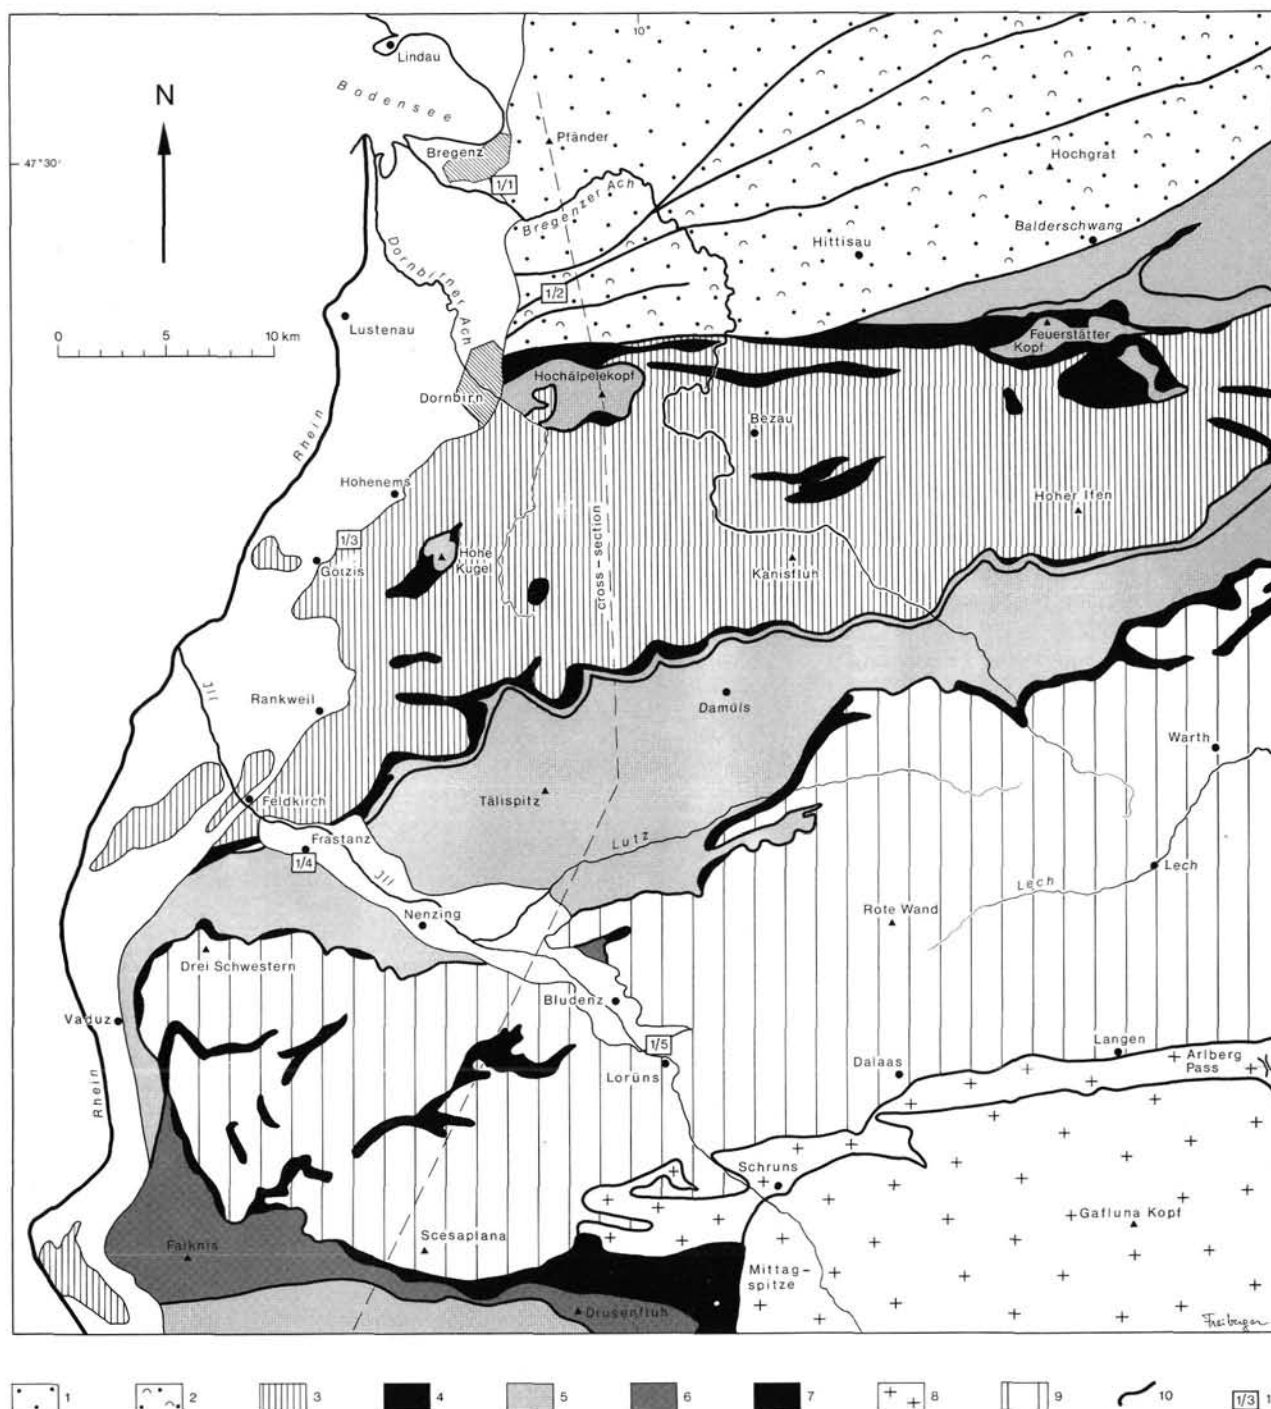 10°
Lindau
Bodensee
N
Pfänder
Bregenz
47°30'
Hochgrat
1/1
Bregenzer Ach
Balderschwang
Hittisau
Dornbirner Ach
1/2
Lustenau
0 5 10 km
Feuerstätter
Kopf
Hochälpelekopf
Dornbirn
Bezau
Rhein
Hohenems
Hoher Ifen
cross-section
1/3
Götzis
Hohe
Kugel
Kanisfluh
Ill
Rankweil
Damüls
Warth
Feldkirch
Tälispitz
Frastanz
Lutz
1/4
Ill
Lech
Lech
Nenzing
Rote Wand
Drei Schwestern
Bludenz
Vaduz
1/5
Langen
Arlberg
Pass
Lorüns
Dalaas
Rhein
Schruns
Gafluna Kopf
Scesaplana
Falknis
Mittag-
spitze
Drusenfluh
Freiberger
1 2 3 4 5 6 7 8 9 10 1/3 1